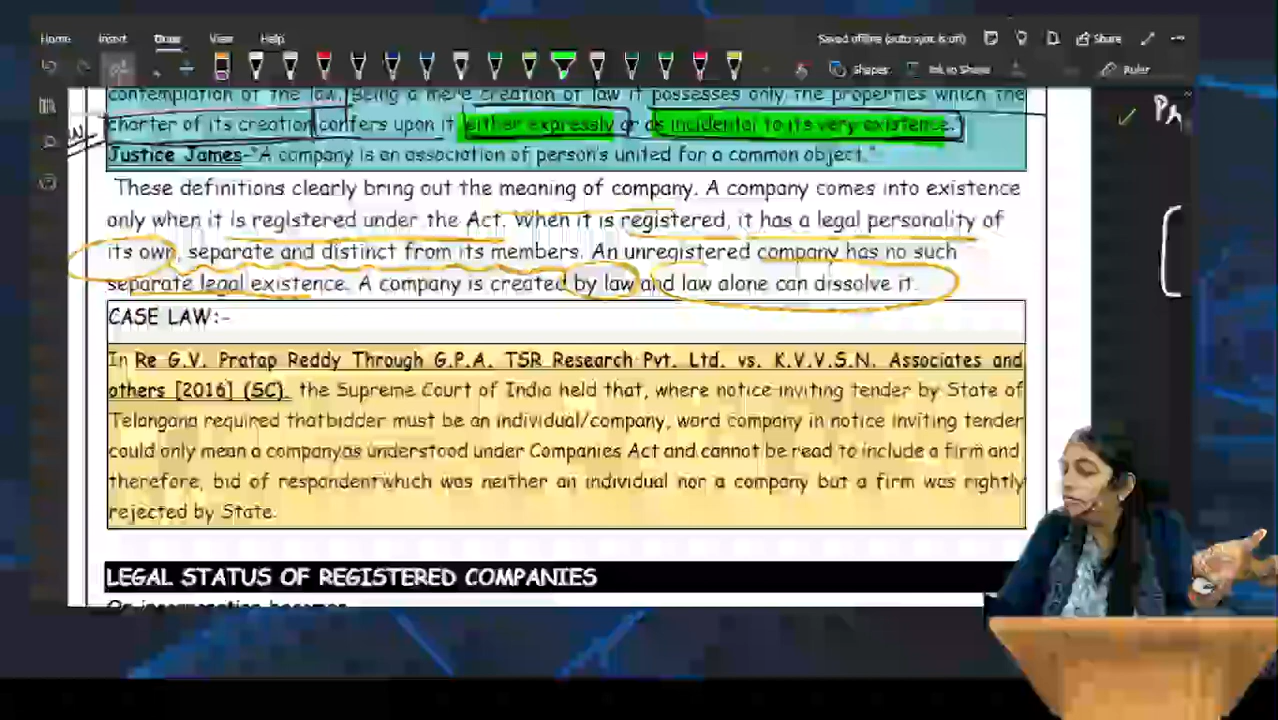 Home Insert Draw View Help Saved offline (auto sync is off) Share
Shapes Ink to Shape Ruler
contemplation of the law. Being a mere creation of law it possesses only the properties which the
charter of its creation confers upon it either expressly or as incidental to its very existence.
Justice James-"A company is an association of person's united for a common object."
These definitions clearly bring out the meaning of company. A company comes into existence
only when it is registered under the Act. When it is registered, it has a legal personality of
its own, separate and distinct from its members. An unregistered company has no such
separate legal existence. A company is created by law and law alone can dissolve it.
CASE LAW:-
In Re G.V. Pratap Reddy Through G.P.A. TSR Research Pvt. Ltd. vs. K.V.V.S.N. Associates and
others [2016] (SC), the Supreme Court of India held that, where notice-inviting tender by State of
Telangana required thatbidder must be an individual/company, word company in notice inviting tender
could only mean a companyas understood under Companies Act and cannot be read to include a firm and
therefore, bid of respondentwhich was neither an individual nor a company but a firm was rightly
rejected by State.
LEGAL STATUS OF REGISTERED COMPANIES